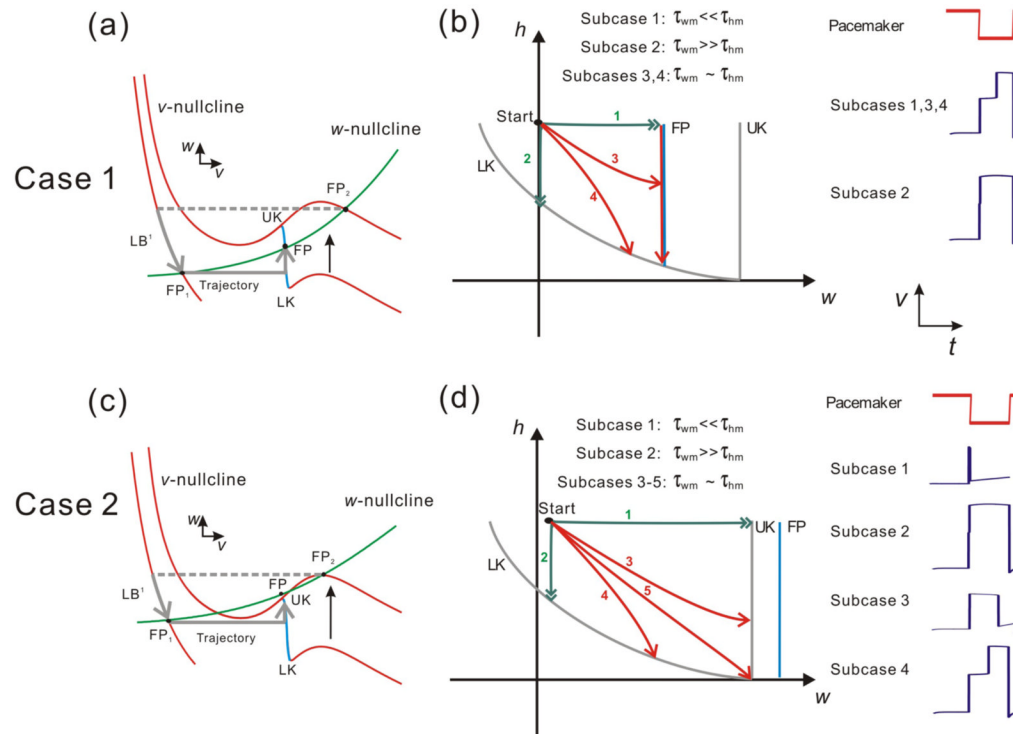 (a)
v-nullcline
w-nullcline
w
v
Case 1
FP₂
UK
FP
LB¹
FP₁
Trajectory
LK
(b)
h
Subcase 1: τwm<<τhm
Subcase 2: τwm>>τhm
Subcases 3,4: τwm ~ τhm
Start
1
FP
UK
2
3
LK
4
w
Pacemaker
Subcases 1,3,4
Subcase 2
v
t
(c)
v-nullcline
w-nullcline
w
v
Case 2
FP₂
FP
UK
LB¹
FP₁
Trajectory
LK
(d)
h
Subcase 1: τwm<<τhm
Subcase 2: τwm>>τhm
Subcases 3-5: τwm ~ τhm
Start
1
UK
FP
2
3
LK
5
4
w
Pacemaker
Subcase 1
Subcase 2
Subcase 3
Subcase 4